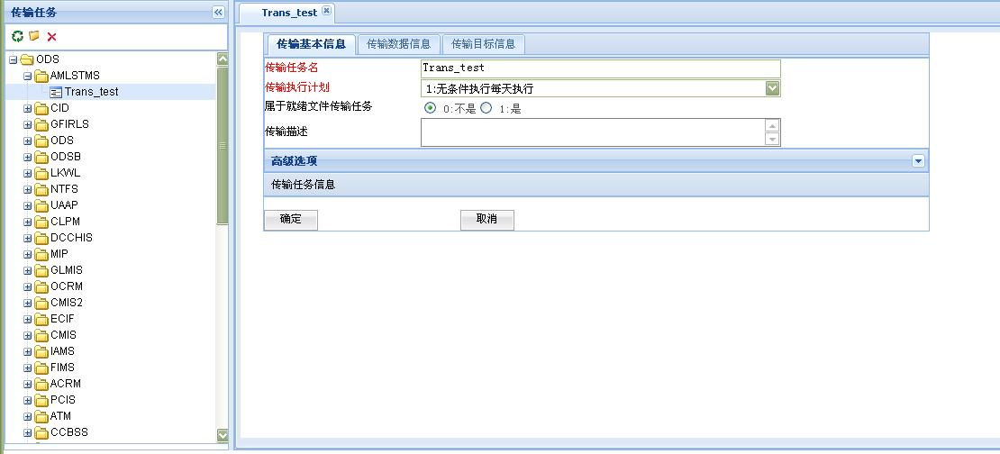 传输任务
ODS
AMLSTMS
Trans_test
CID
GFIRLS
ODS
ODSB
LKWL
NTFS
UAAP
CLPM
DCCHIS
MIP
GLMIS
OCRM
CMIS2
ECIF
CMIS
IAMS
FIMS
ACRM
PCIS
ATM
CCBSS
Trans_test
传输基本信息 传输数据信息 传输目标信息
传输任务名 Trans_test
传输执行计划 1:无条件执行每天执行
属于就绪文件传输任务 0:不是 1:是
传输描述
高级选项
传输任务信息
确定 取消